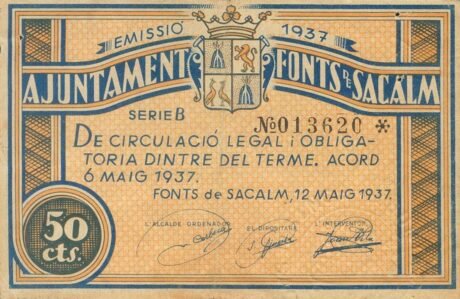 EMISSIÓ 1937
AJUNTAMENT FONTS DE SACALM
SERIE B
№013620 *
DE CIRCULACIÓ LEGAL I OBLIGA-
TORIA DINTRE DEL TERME. ACORD
6 MAIG 1937.
FONTS DE SACALM, 12 MAIG 1937.
50
cts.
L'ALCALDE ORDENADOR
EL DIPOSITARI
L'INTERVENTOR